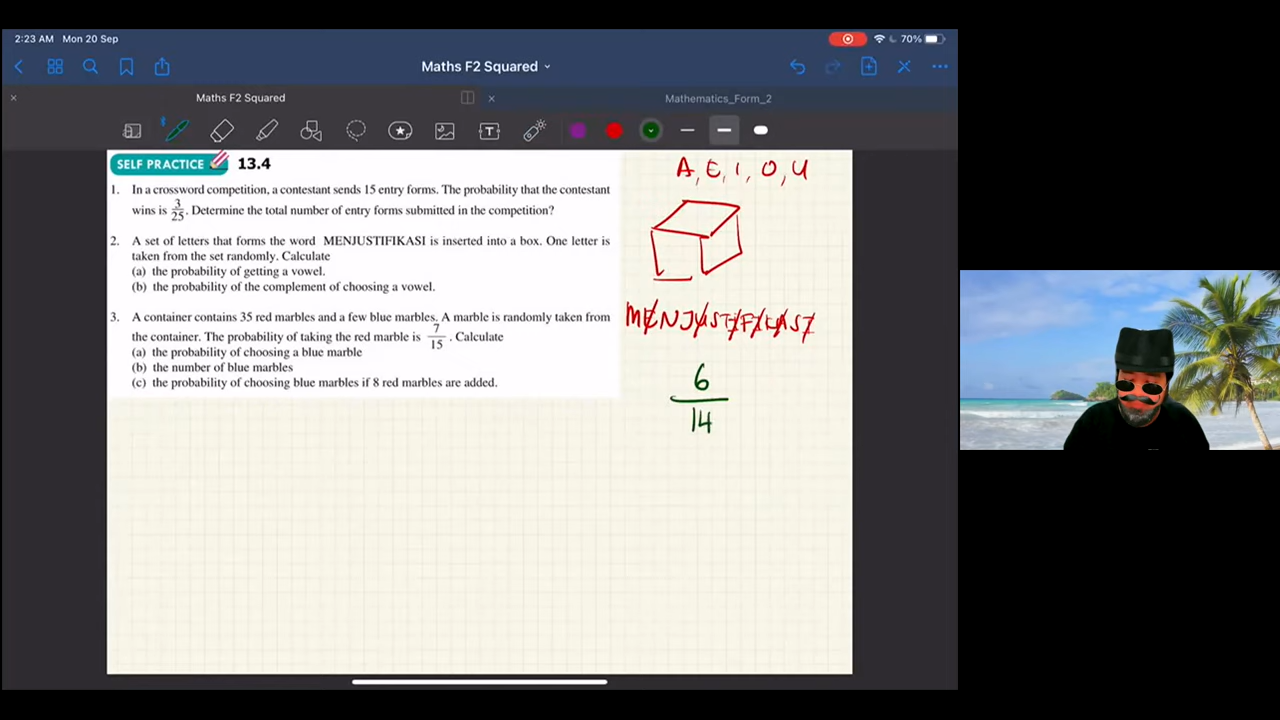 2:23 AM Mon 20 Sep
70%
Maths F2 Squared
Maths F2 Squared
Mathematics_Form_2
SELF PRACTICE 13.4
1. In a crossword competition, a contestant sends 15 entry forms. The probability that the contestant
wins is 3/25. Determine the total number of entry forms submitted in the competition?
2. A set of letters that forms the word MENJUSTIFIKASI is inserted into a box. One letter is
taken from the set randomly. Calculate
(a) the probability of getting a vowel.
(b) the probability of the complement of choosing a vowel.
3. A container contains 35 red marbles and a few blue marbles. A marble is randomly taken from
the container. The probability of taking the red marble is 7/15. Calculate
(a) the probability of choosing a blue marble
(b) the number of blue marbles
(c) the probability of choosing blue marbles if 8 red marbles are added.
A, E, I, O, U
MENJUSTIFIKASI
6
14